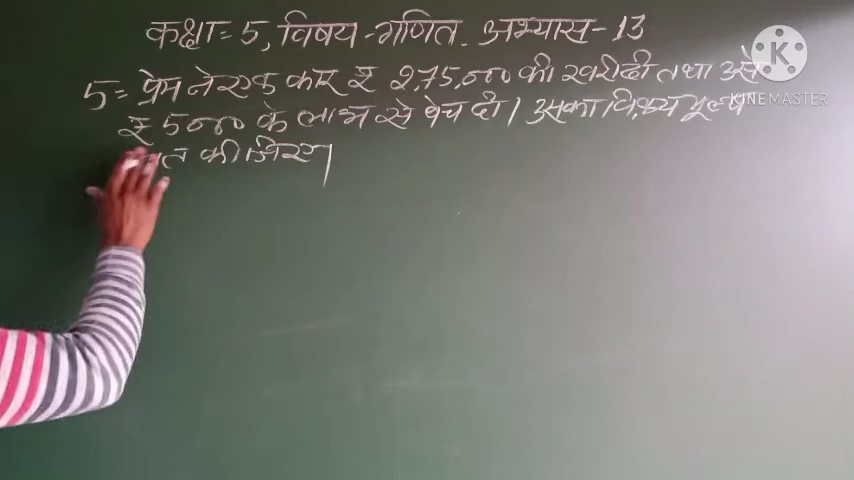 कक्षा = 5, विषय - गणित. अभ्यास - 13
5 = प्रेम ने एक कार ₹ 2,75,000 की खरीदी तथा उसे
₹ 5000 के लाभ से बेच दी। उसका विक्रय मूल्य
कीजिए।
KINEMASTER